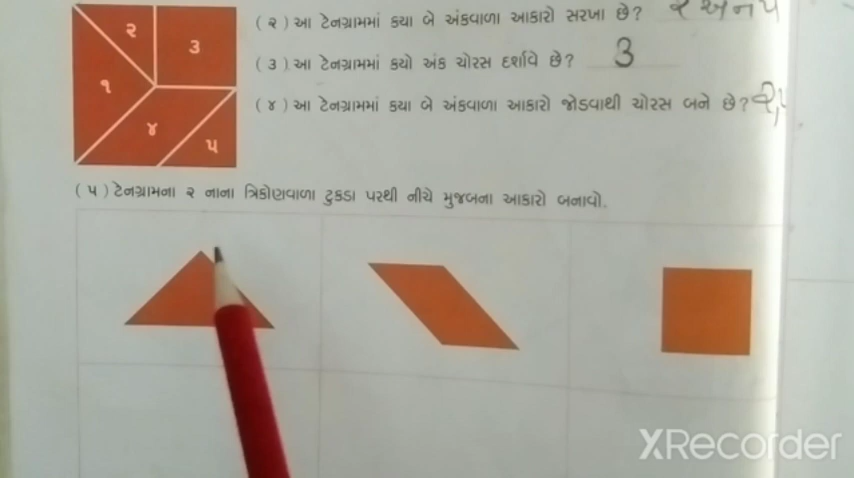 (૨) આ ટેનગ્રામમાં કયા બે અંકવાળા આકારો સરખા છે? ૨ અને ૫
૨
૩
(૩) આ ટેનગ્રામમાં કયો અંક ચોરસ દર્શાવે છે? 3
૧
(૪) આ ટેનગ્રામમાં કયા બે અંકવાળા આકારો જોડવાથી ચોરસ બને છે? ૨,
૪
૫
(૫) ટેનગ્રામના ૨ નાના ત્રિકોણવાળા ટુકડા પરથી નીચે મુજબના આકારો બનાવો.
XRecorder